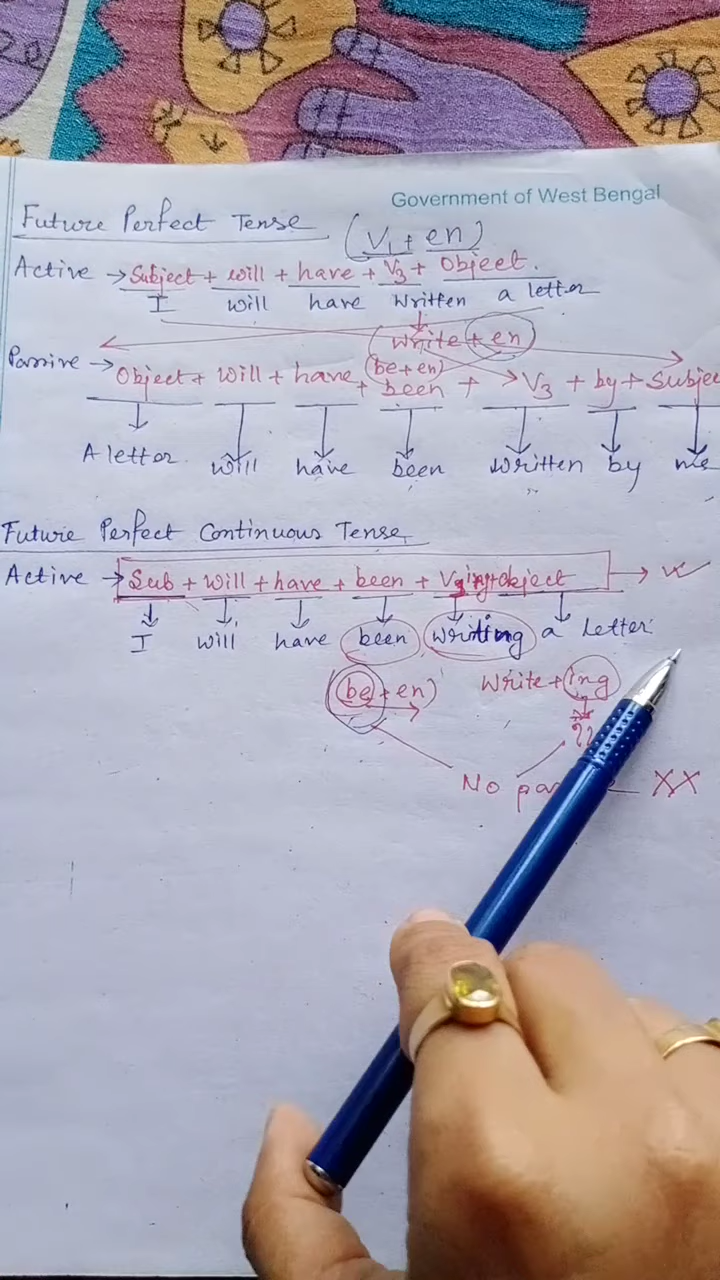 Government of West Bengal
Future Perfect Tense
(V1 + en)
Active → Subject + will + have + V3 + Object.
I will have written a letter
write + en
(be + en)
Passive → Object + will + have + been + V3 + by + Subjec
A letter will have been written by me
Future Perfect Continuous Tense
Active → Sub + will + have + been + Ving + object
I will have been writing a letter
(be + en) write + ing
??
No XX